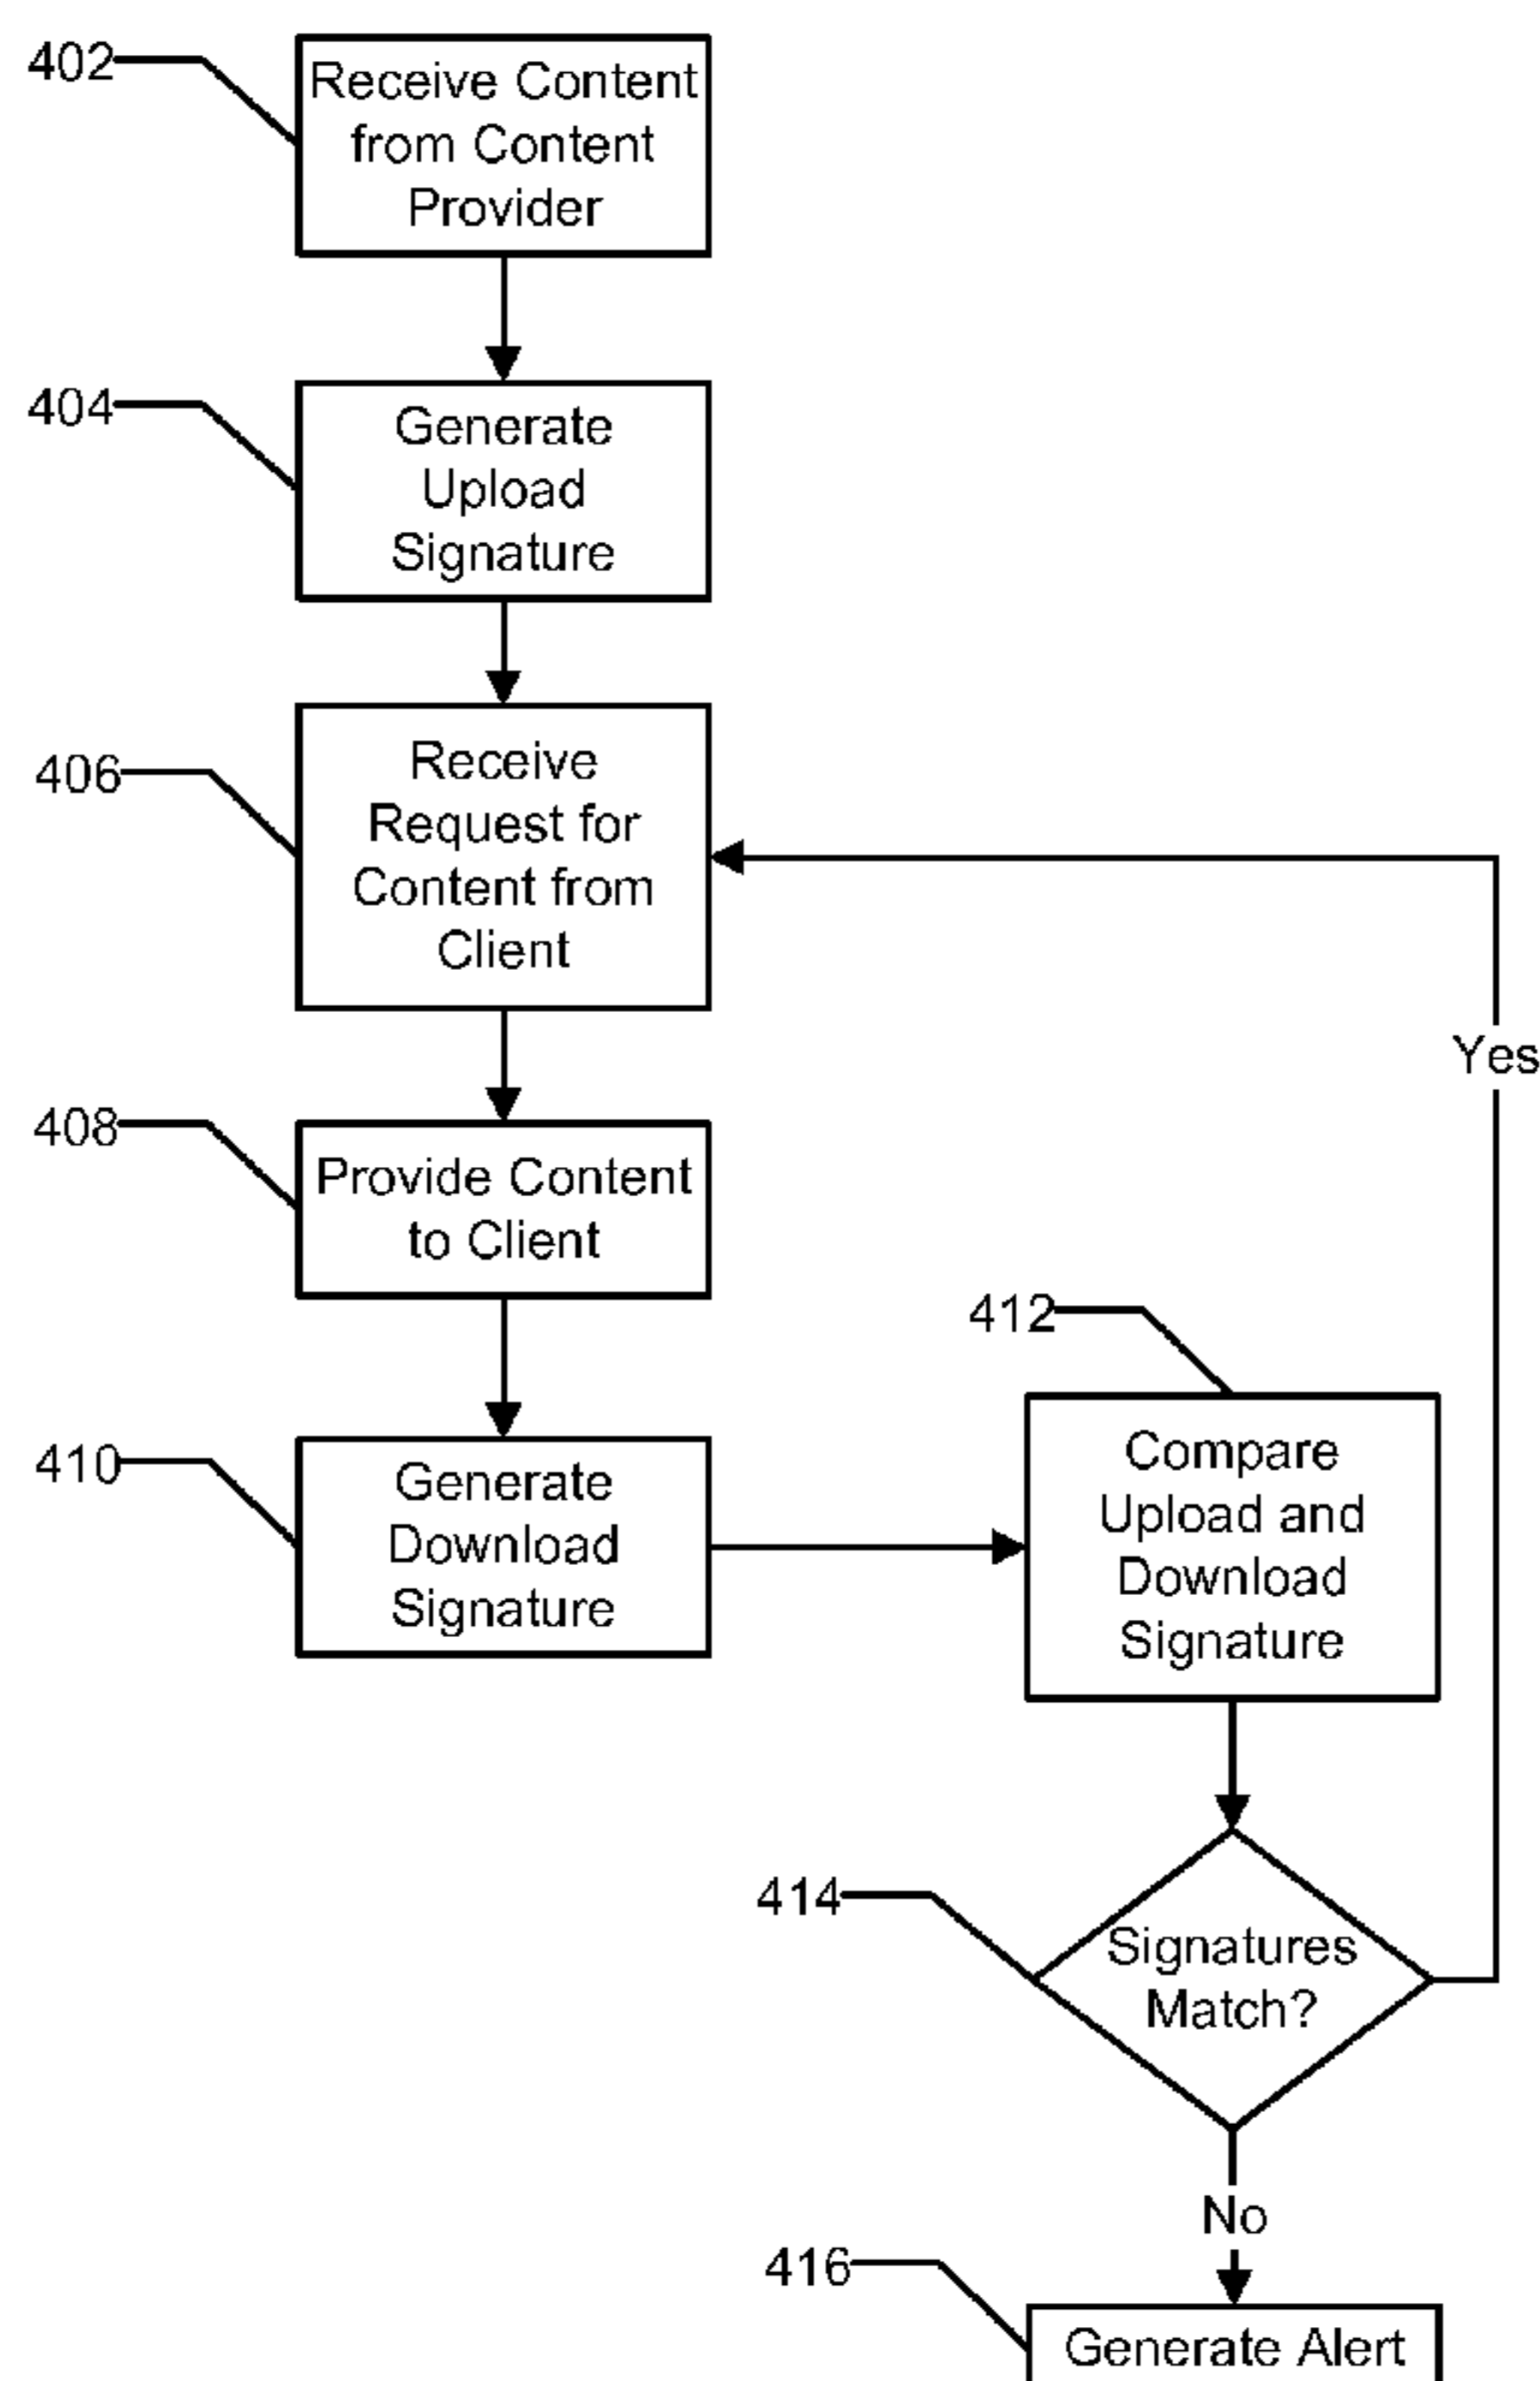 402
Receive Content
from Content
Provider
404
Generate
Upload
Signature
406
Receive
Request for
Content from
Client
Yes
408
Provide Content
to Client
410
Generate
Download
Signature
412
Compare
Upload and
Download
Signature
414
Signatures
Match?
No
416
Generate Alert